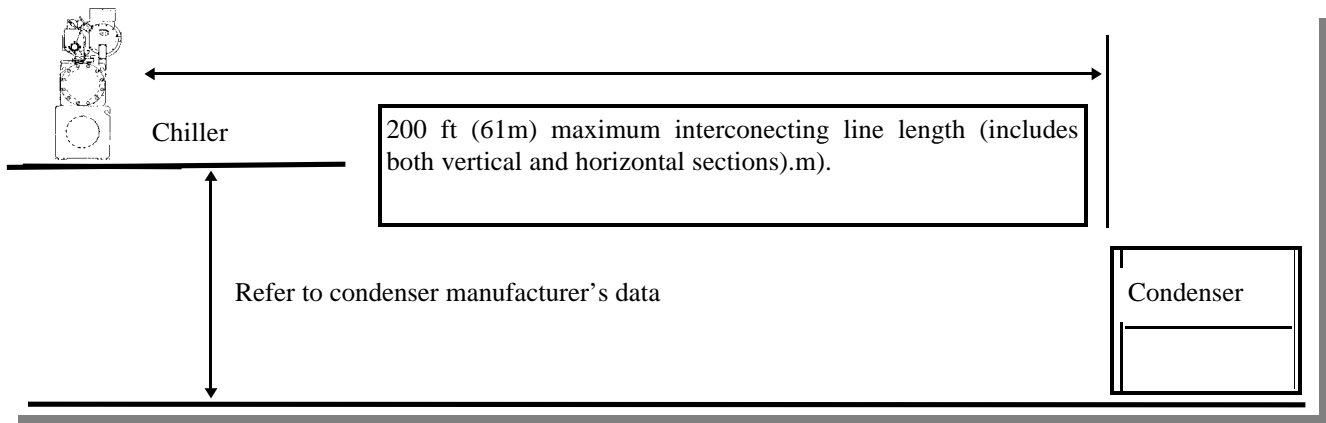 Chiller
200 ft (61m) maximum interconecting line length (includes
both vertical and horizontal sections).m).
Refer to condenser manufacturer’s data
Condenser